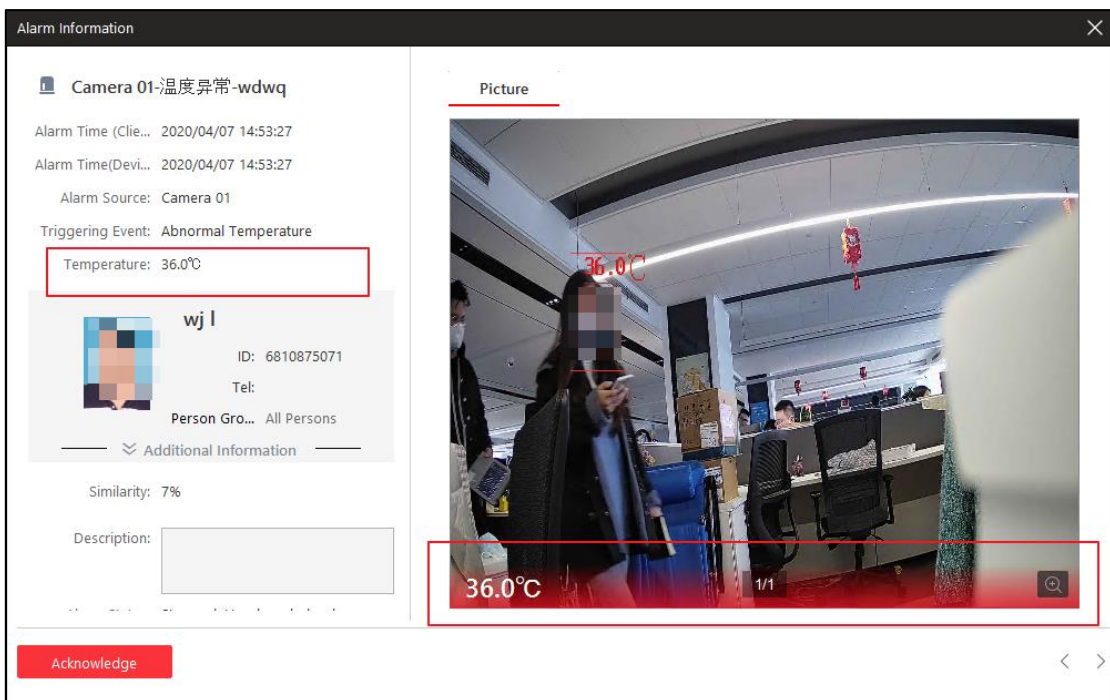 Alarm Information
Camera 01-温度异常-wdwq
Alarm Time (Clie... 2020/04/07 14:53:27
Alarm Time(Devi... 2020/04/07 14:53:27
Alarm Source: Camera 01
Triggering Event: Abnormal Temperature
Temperature: 36.0℃
wj l
ID: 6810875071
Tel:
Person Gro... All Persons
Additional Information
Similarity: 7%
Description:
Acknowledge
Picture
36.0℃
36.0℃
1/1